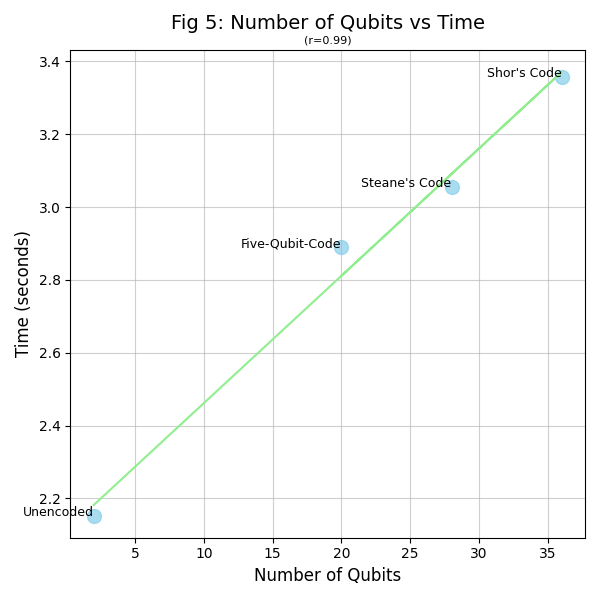 Fig 5: Number of Qubits vs Time
(r=0.99)
3.4
Shor's Code
3.2
Steane's Code
3.0
Five-Qubit-Code
2.8
2.6
2.4
2.2
Unencoded
Time (seconds)
5 10 15 20 25 30 35
Number of Qubits